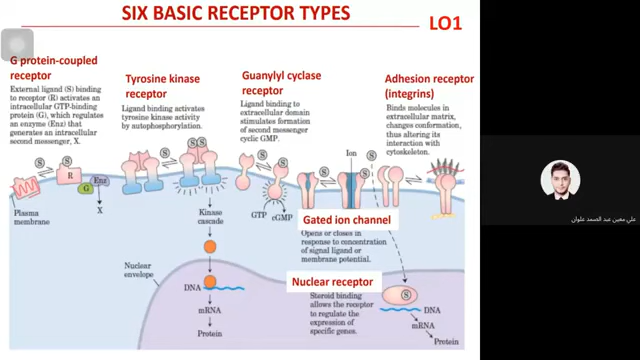 SIX BASIC RECEPTOR TYPES
LO1
G protein-coupled
receptor
External ligand (S) binding
to receptor (R) activates an
intracellular GTP-binding
protein (G), which regulates
an enzyme (Enz) that
generates an intracellular
second messenger, X.
Tyrosine kinase
receptor
Ligand binding activates
tyrosine kinase activity
by autophosphorylation.
Guanylyl cyclase
receptor
Ligand binding to
extracellular domain
stimulates formation of
second messenger
cyclic GMP.
Adhesion receptor
(integrins)
Binds molecules in
extracellular matrix,
changes conformation,
thus altering its
interaction with
cytoskeleton.
Ion
S
S
S
S S
S
S
S
S
R
Enz
G
X
Plasma
membrane
Kinase
cascade
GTP
cGMP
Gated ion channel
Opens or closes in
response to concentration
of signal ligand or
membrane potential.
Nuclear
envelope
DNA
mRNA
Protein
Nuclear receptor
Steroid binding
allows the receptor
to regulate the
expression of
specific genes.
S
DNA
mRNA
Protein
علي معين عبد الصمد علوان